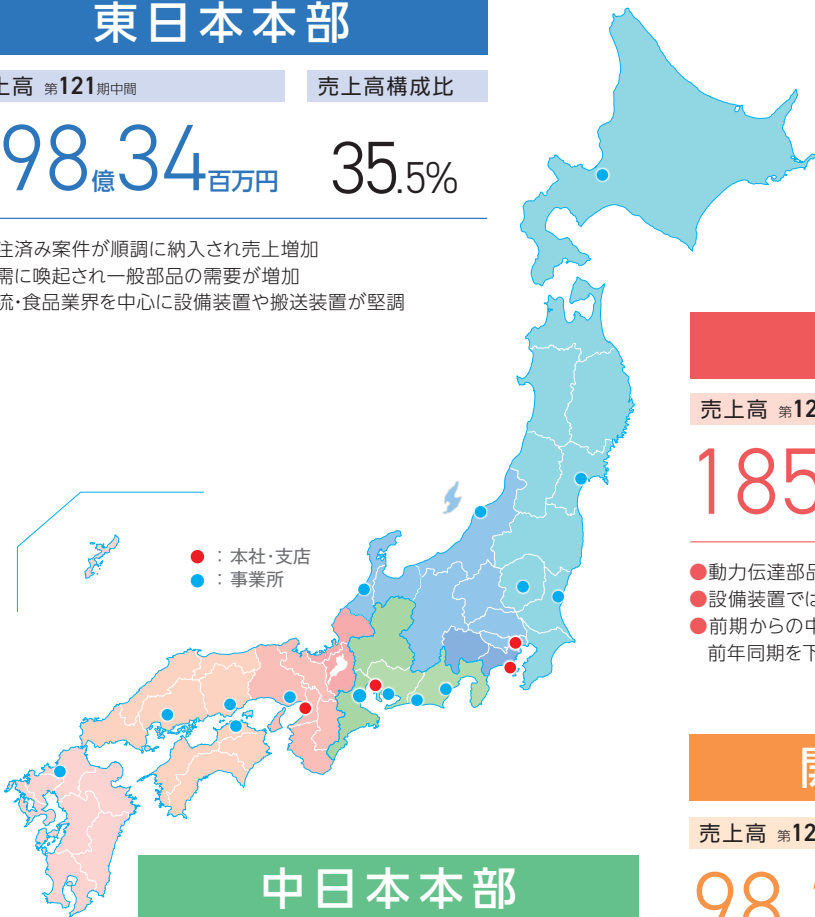 東日本本部
上高 第121期中間
売上高構成比
98億34百万円
35.5%
注済み案件が順調に納入され売上増加
需に喚起され一般部品の需要が増加
流・食品業界を中心に設備装置や搬送装置が堅調
売上高 第12
185
●：本社・支店
●：事業所
●動力伝達部品
●設備装置では
●前期からの中
前年同期を下
売上高 第12
98.
中日本本部